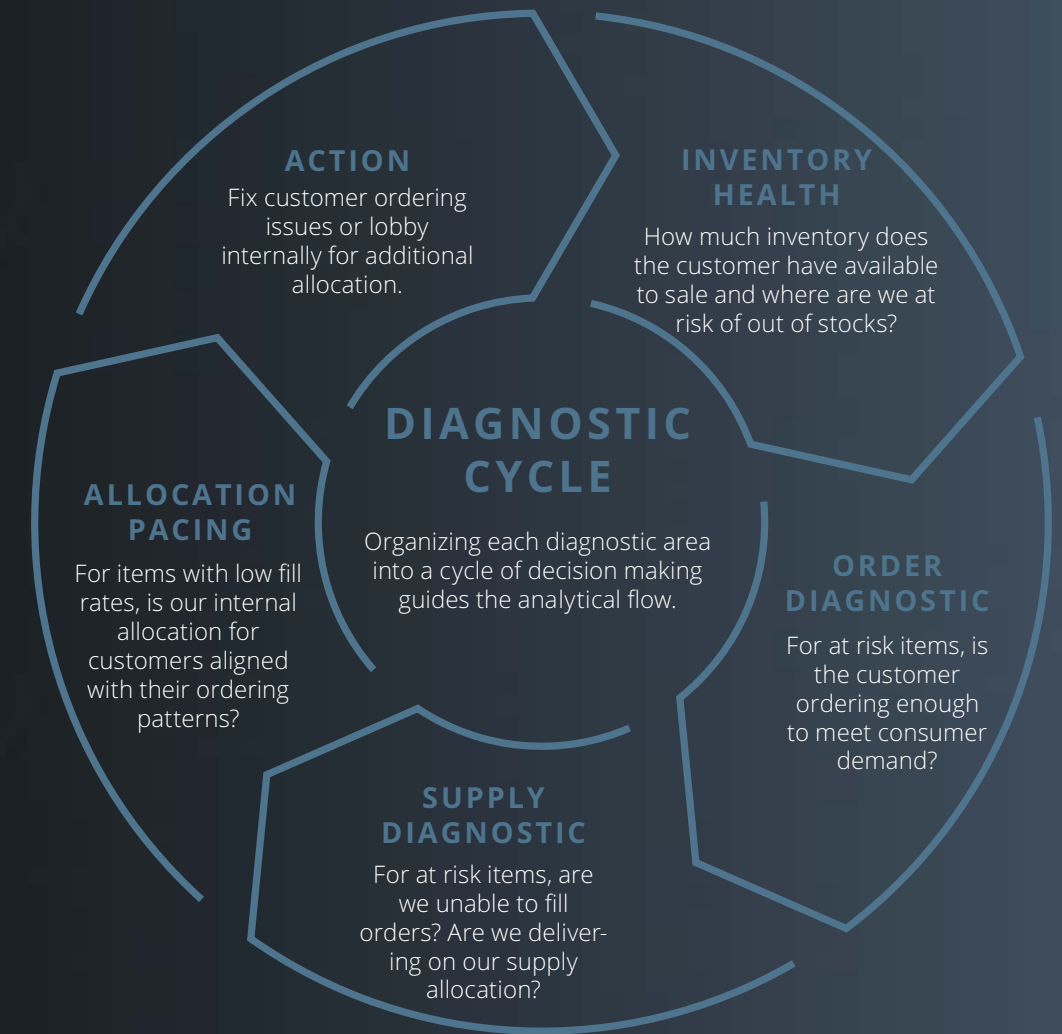 DIAGNOSTIC
CYCLE
Organizing each diagnostic area
into a cycle of decision making
guides the analytical flow.
INVENTORY
HEALTH
How much inventory does
the customer have available
to sale and where are we at
risk of out of stocks?
ORDER
DIAGNOSTIC
For at risk items, is
the customer
ordering enough
to meet consumer
demand?
SUPPLY
DIAGNOSTIC
For at risk items, are
we unable to fill
orders? Are we deliver-
ing on our supply
allocation?
ALLOCATION
PACING
For items with low fill
rates, is our internal
allocation for
customers aligned
with their ordering
patterns?
ACTION
Fix customer ordering
issues or lobby
internally for additional
allocation.